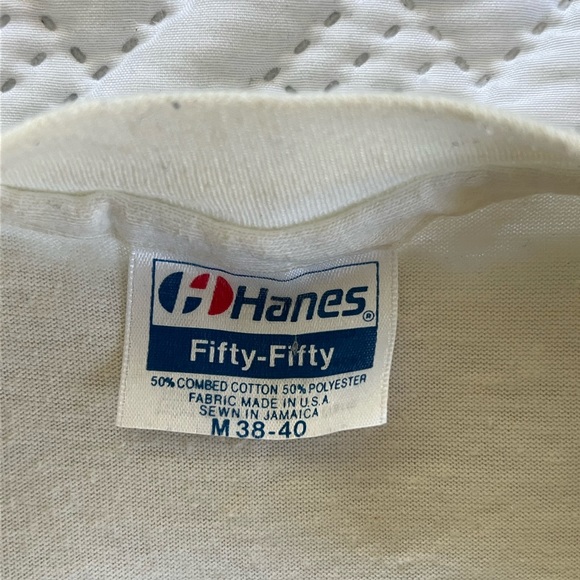 Hanes®
Fifty-Fifty
50% COMBED COTTON 50% POLYESTER
FABRIC MADE IN U.S.A
SEWN IN JAMAICA
M 38-40